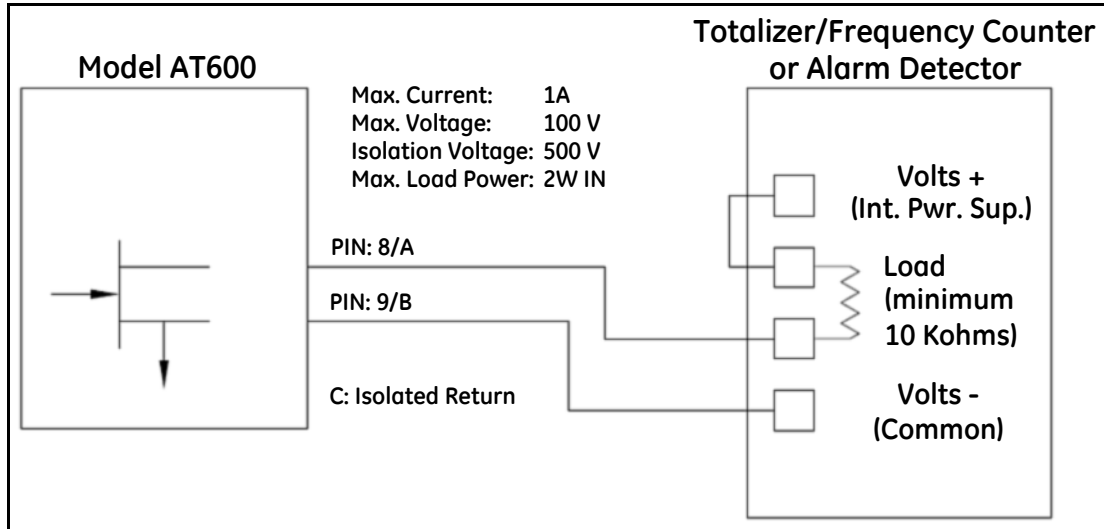 Model AT600
Totalizer/Frequency Counter
or Alarm Detector
Max. Current: 1A
Max. Voltage: 100 V
Isolation Voltage: 500 V
Max. Load Power: 2W IN
PIN: 8/A
PIN: 9/B
C: Isolated Return
Volts +
(Int. Pwr. Sup.)
Load
(minimum
10 Kohms)
Volts -
(Common)